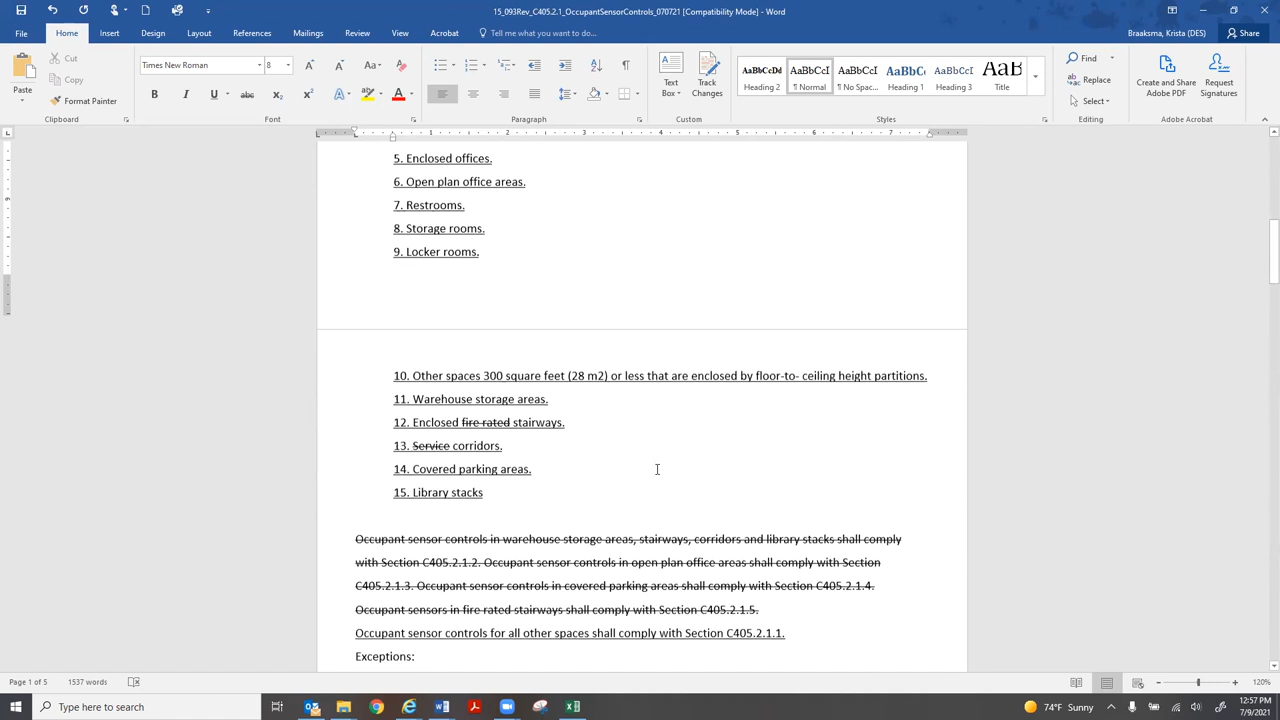 15_093Rev_C405.2.1_OccupantSensorControls_070721 [Compatibility Mode] - Word
File Home Insert Design Layout References Mailings Review View Acrobat Tell me what you want to do... Braaksma, Krista (DES) Share
Paste Cut Copy Format Painter Clipboard
Times New Roman 8 Font
Paragraph
Text Box Track Changes Custom
AaBbCcDd Heading 2 AaBbCcI ¶ Normal AaBbCcI ¶ No Spac... AaBbC Heading 1 AaBbCcI Heading 3 AaBb Title Styles
Find Replace Select Editing
Create and Share Adobe PDF Request Signatures Adobe Acrobat
1 2 3 4 5 6 7
5. Enclosed offices.
6. Open plan office areas.
7. Restrooms.
8. Storage rooms.
9. Locker rooms.
10. Other spaces 300 square feet (28 m2) or less that are enclosed by floor-to- ceiling height partitions.
11. Warehouse storage areas.
12. Enclosed fire rated stairways.
13. Service corridors.
14. Covered parking areas.
15. Library stacks
Occupant sensor controls in warehouse storage areas, stairways, corridors and library stacks shall comply
with Section C405.2.1.2. Occupant sensor controls in open plan office areas shall comply with Section
C405.2.1.3. Occupant sensor controls in covered parking areas shall comply with Section C405.2.1.4.
Occupant sensors in fire rated stairways shall comply with Section C405.2.1.5.
Occupant sensor controls for all other spaces shall comply with Section C405.2.1.1.
Exceptions:
Page 1 of 5 1537 words 120%
Type here to search 74°F Sunny 12:57 PM
7/9/2021